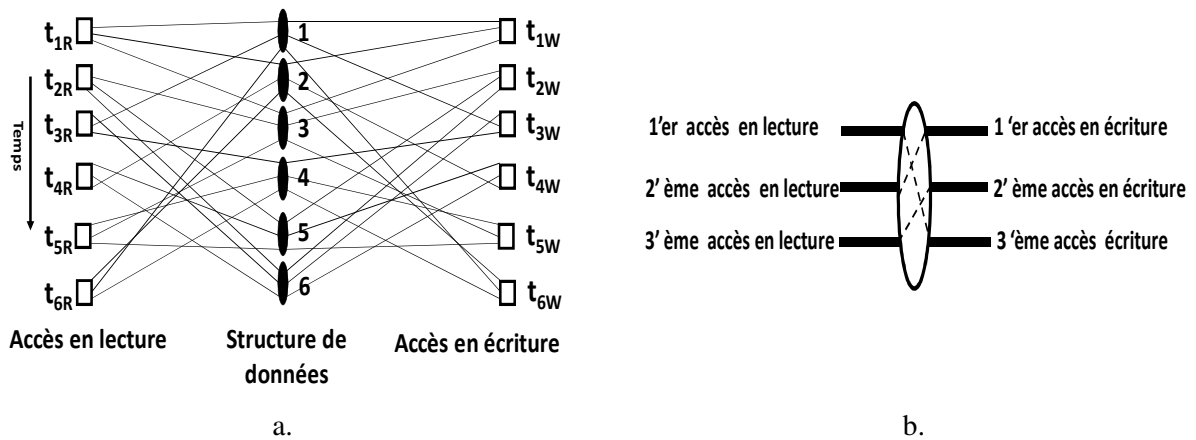 t1R
1
t1W
t2R
2
t2W
Temps
t3R
3
t3W
t4R
4
t4W
t5R
5
t5W
t6R
6
t6W
Accès en lecture
Structure de
données
Accès en écriture
a.
1'er accès en lecture
1 'er accès en écriture
2' ème accès en lecture
2' ème accès en écriture
3' ème accès en lecture
3 'ème accès écriture
b.